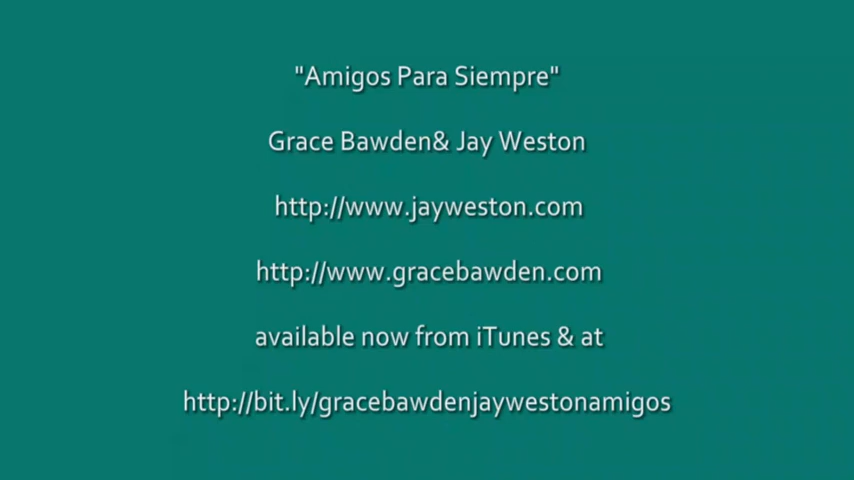 "Amigos Para Siempre"
Grace Bawden& Jay Weston
http://www.jayweston.com
http://www.gracebawden.com
available now from iTunes & at
http://bit.ly/gracebawdenjaywestonamigos